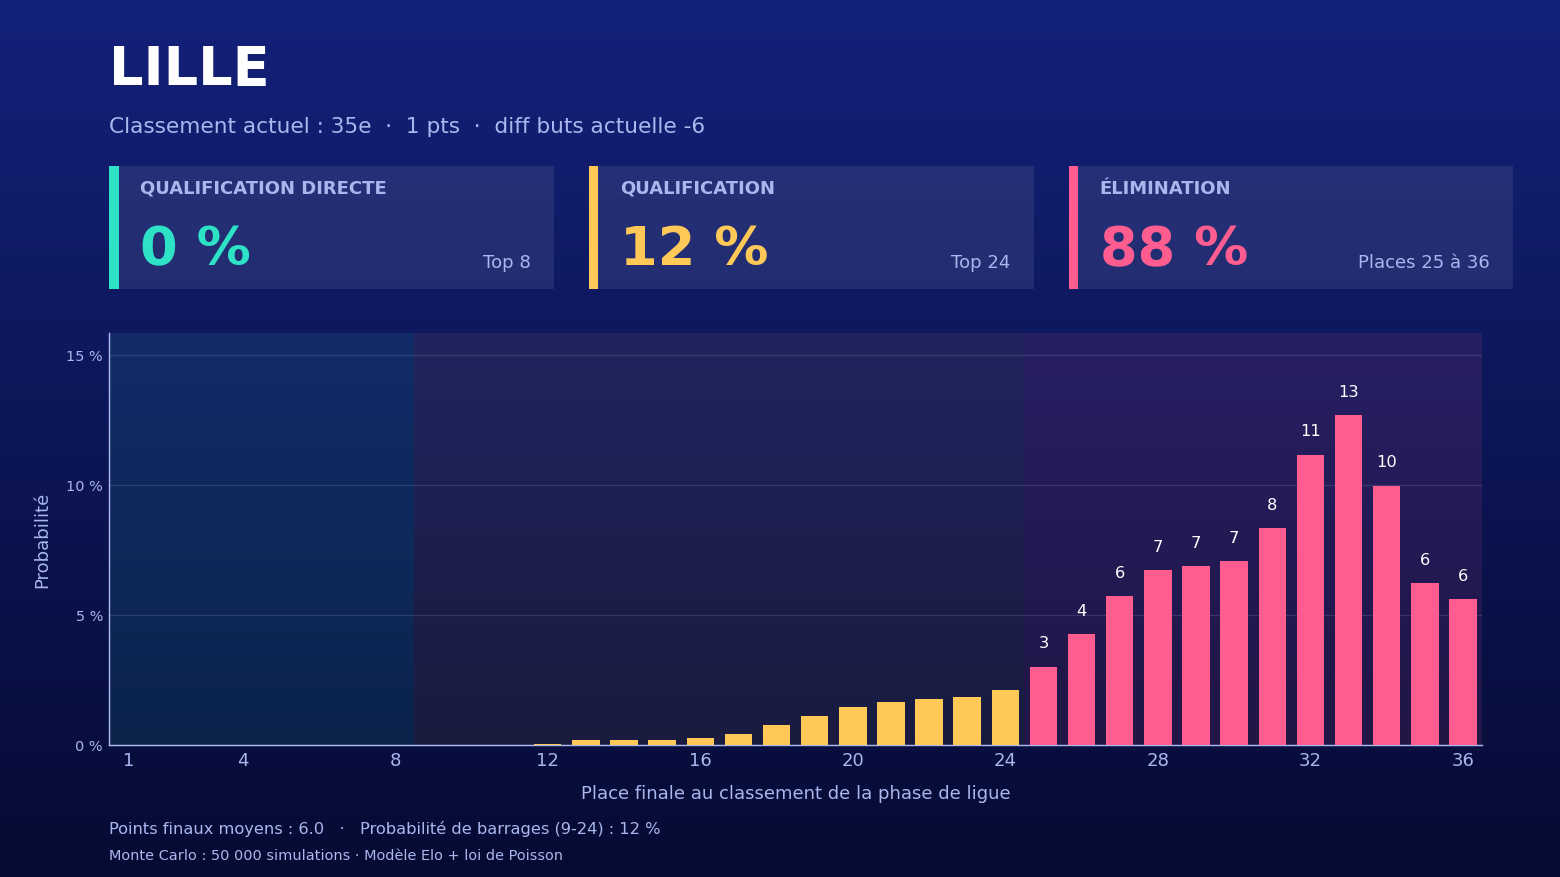 LILLE
Classement actuel : 35e · 1 pts · diff buts actuelle -6
QUALIFICATION DIRECTE
0 %
Top 8
QUALIFICATION
12 %
Top 24
ÉLIMINATION
88 %
Places 25 à 36
Probabilité
15 %
10 %
5 %
0 %
3
4
6
7
7
7
8
11
13
10
6
6
1 4 8 12 16 20 24 28 32 36
Place finale au classement de la phase de ligue
Points finaux moyens : 6.0 · Probabilité de barrages (9-24) : 12 %
Monte Carlo : 50 000 simulations · Modèle Elo + loi de Poisson